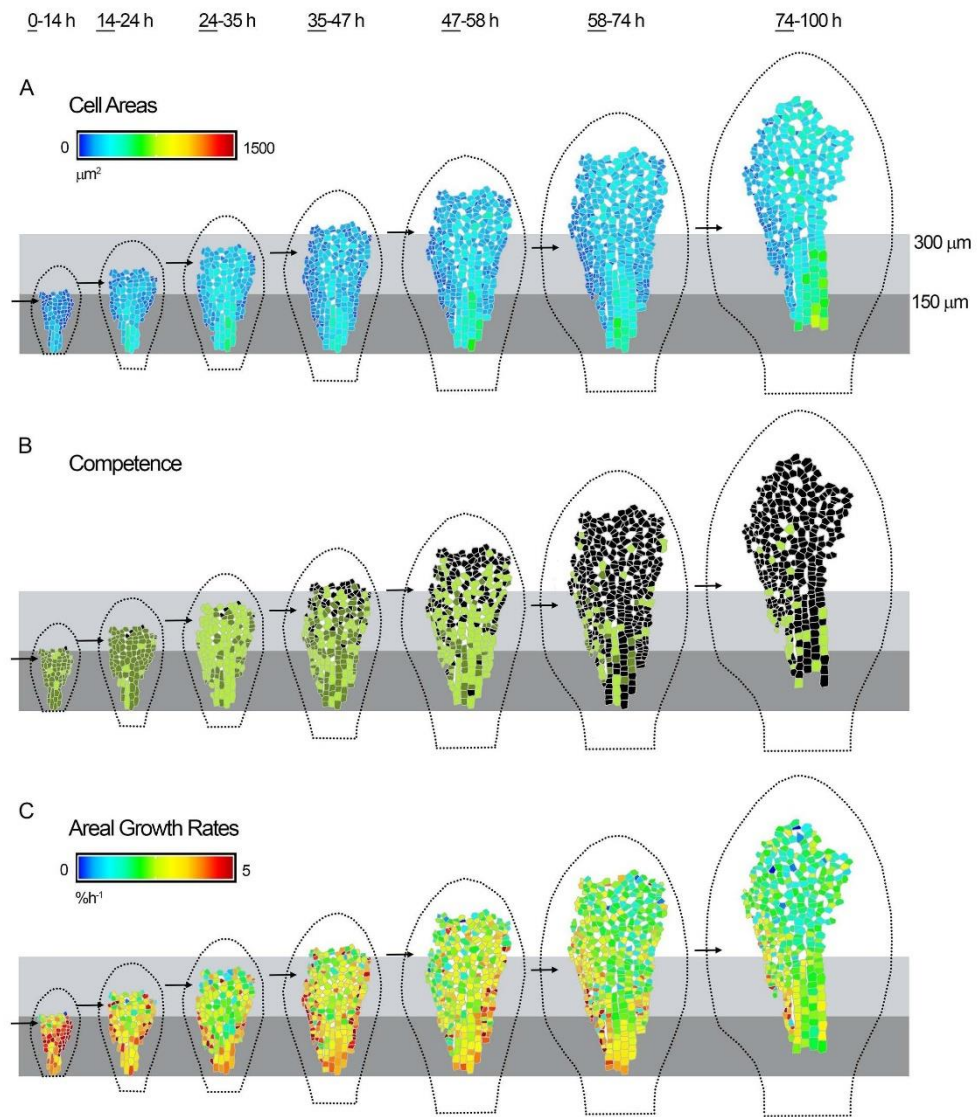 0-14 h 14-24 h 24-35 h 35-47 h 47-58 h 58-74 h 74-100 h
A
Cell Areas
0 1500
μm²
300 μm
150 μm
B
Competence
C
Areal Growth Rates
0 5
%h⁻¹